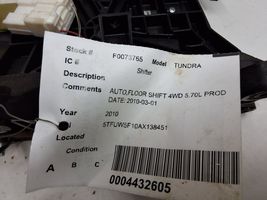 Stock # F0073755 Model TUNDRA
IC # Shifter
Description
Comments AUTO,FLOOR SHIFT 4WD 5.70L PROD
DATE: 2010-03-01
Year 2010
5TFUW5F10AX138451
Located
Condition
A B C
0004432605